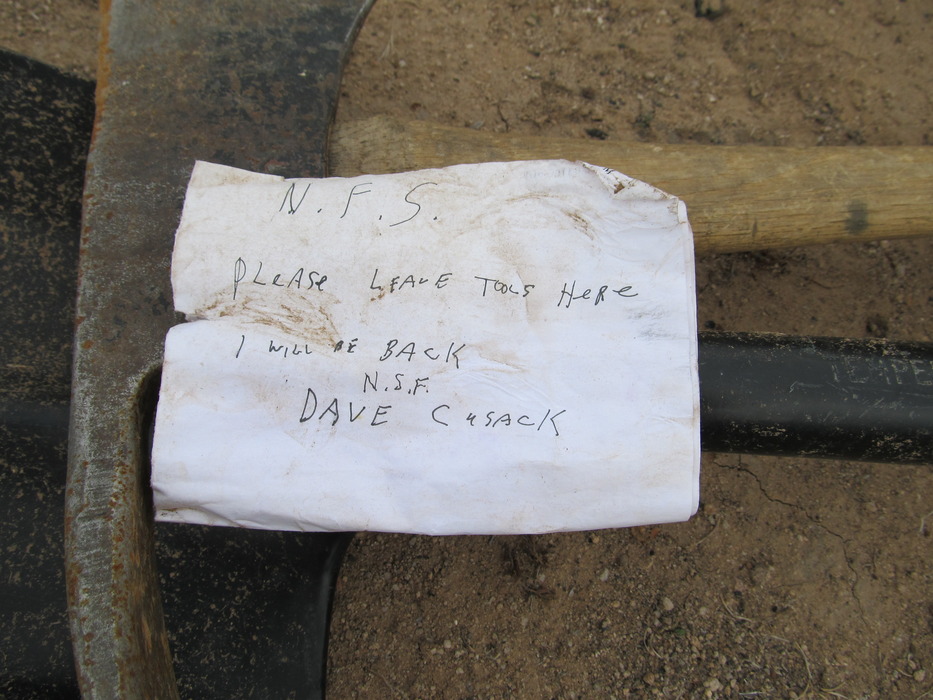 N.F.S.
PLEASE LEAVE TOOLS HERE
I WILL BE BACK
N.S.F.
DAVE CUSACK